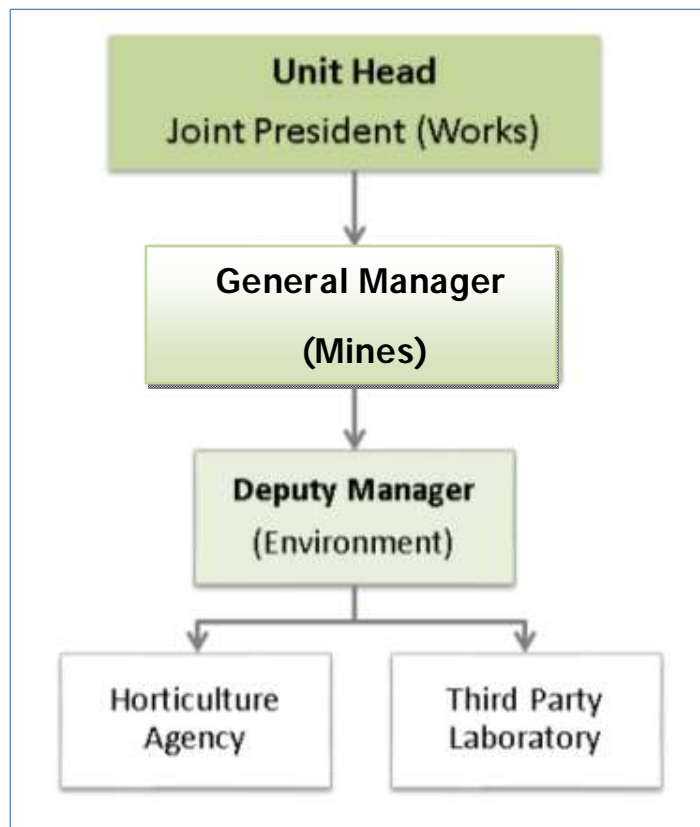 Unit Head
Joint President (Works)
General Manager
(Mines)
Deputy Manager
(Environment)
Horticulture
Agency
Third Party
Laboratory